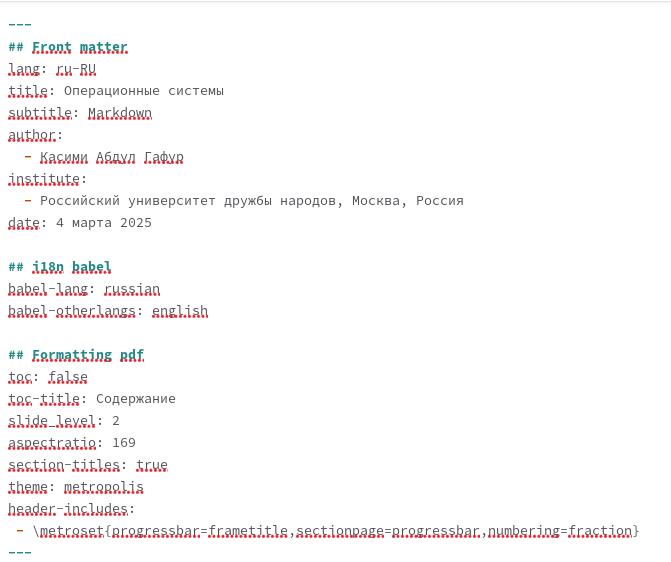 ---
## Front matter
lang: ru-RU
title: Операционные системы
subtitle: Markdown
author:
  - Касими Абдул Гафур
institute:
  - Российский университет дружбы народов, Москва, Россия
date: 4 марта 2025

## i18n babel
babel-lang: russian
babel-otherlangs: english

## Formatting pdf
toc: false
toc-title: Содержание
slide_level: 2
aspectratio: 169
section-titles: true
theme: metropolis
header-includes:
 - \metroset{progressbar=frametitle,sectionpage=progressbar,numbering=fraction}
---